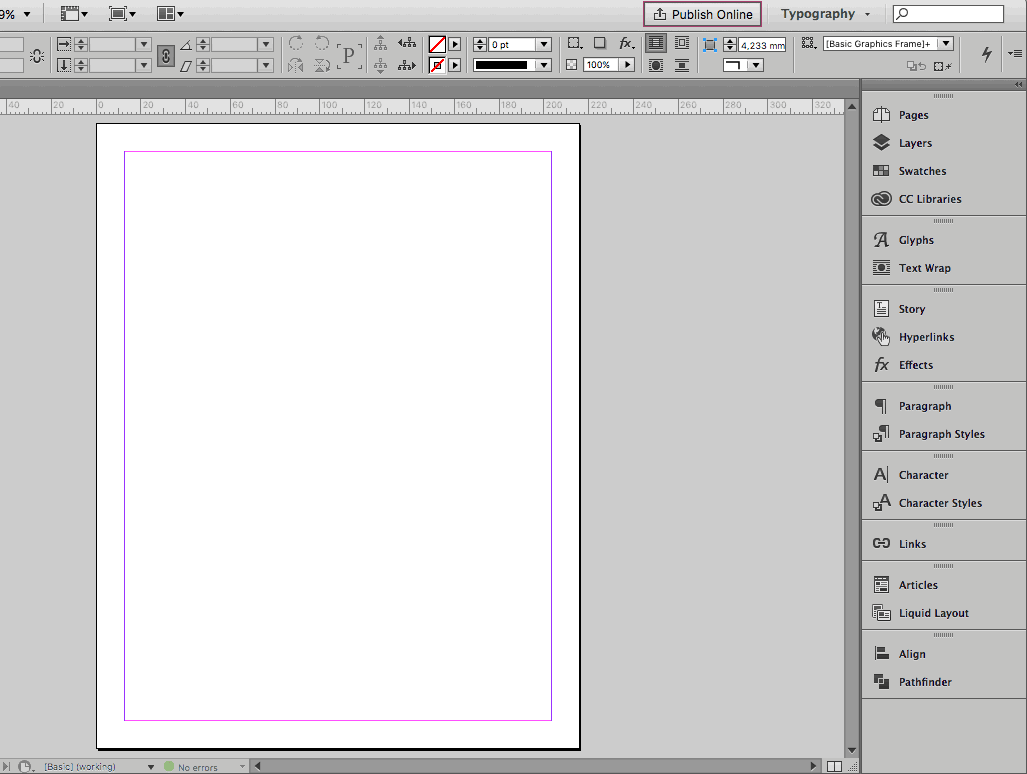 9% Publish Online Typography
0 pt 4,233 mm [Basic Graphics Frame]+
100%
40 20 0 20 40 60 80 100 120 140 160 180 200 220 240 260 280 300 320
Pages
Layers
Swatches
CC Libraries
Glyphs
Text Wrap
Story
Hyperlinks
Effects
Paragraph
Paragraph Styles
Character
Character Styles
Links
Articles
Liquid Layout
Align
Pathfinder
[Basic] (working) No errors